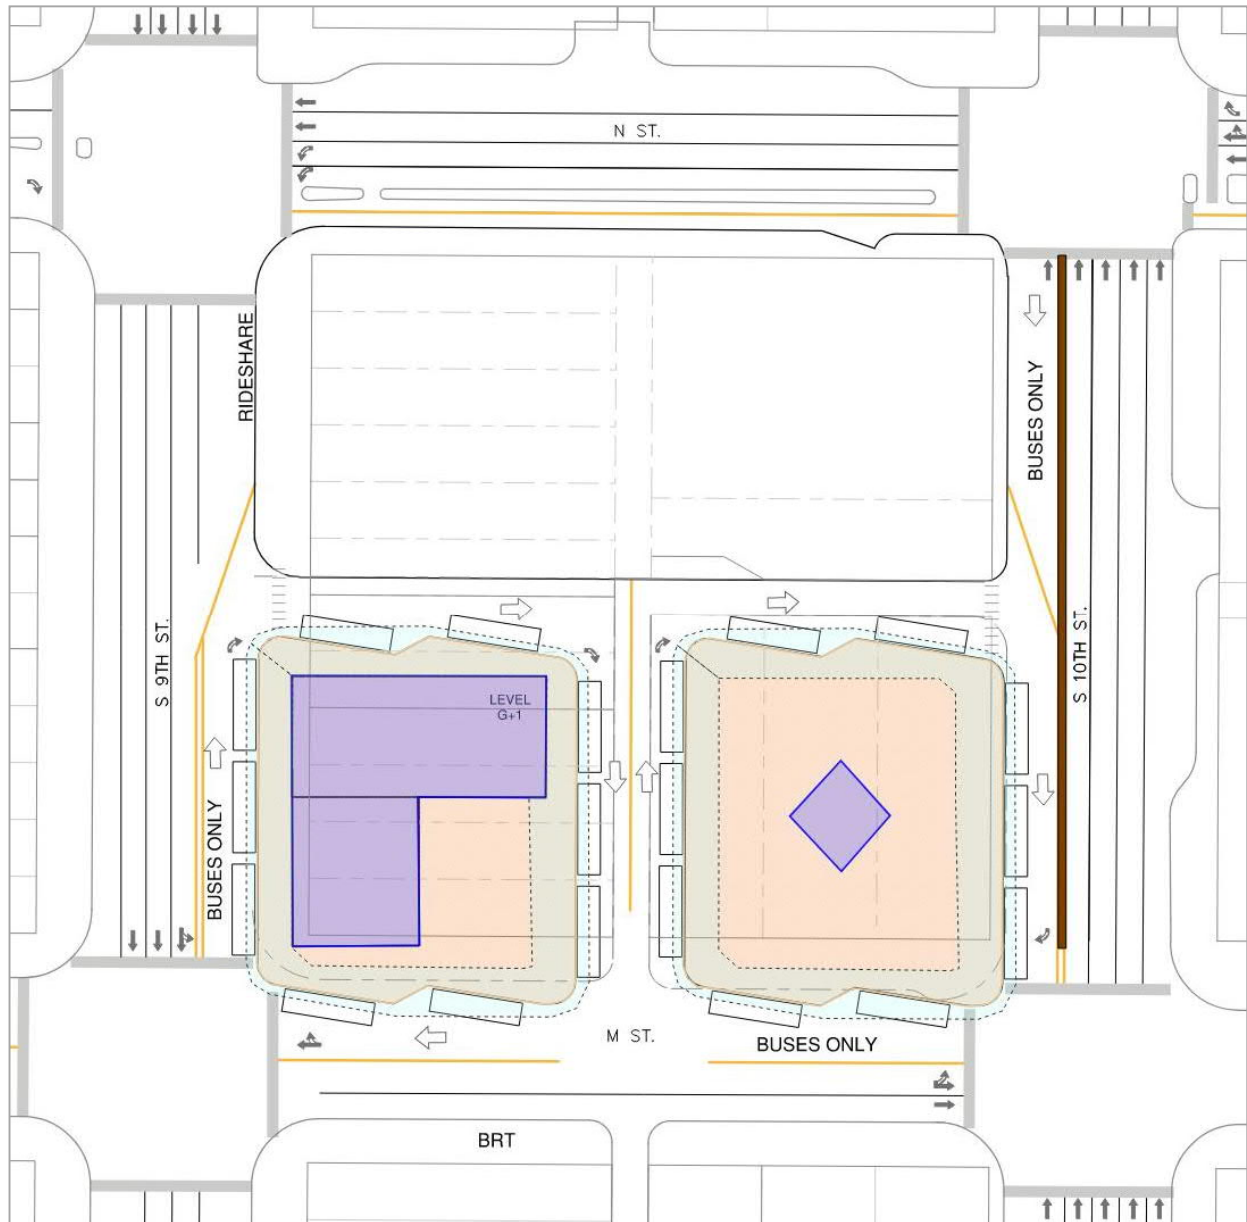 N ST.
RIDESHARE
BUSES ONLY
S 9TH ST.
S 10TH ST.
LEVEL
G+1
BUSES ONLY
M ST.
BUSES ONLY
BRT